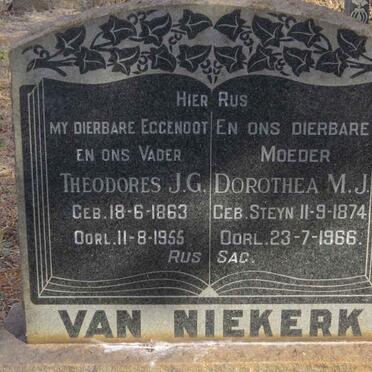 Hier Rus
my dierbare Eggenoot
en ons Vader
Theodores J.G.
Geb. 18-6-1863
Oorl. 11-8-1955
En ons dierbare
Moeder
Dorothea M.J.
Geb. Steyn 11-9-1874
Oorl. 23-7-1966.
Rus Sag.
VAN NIEKERK